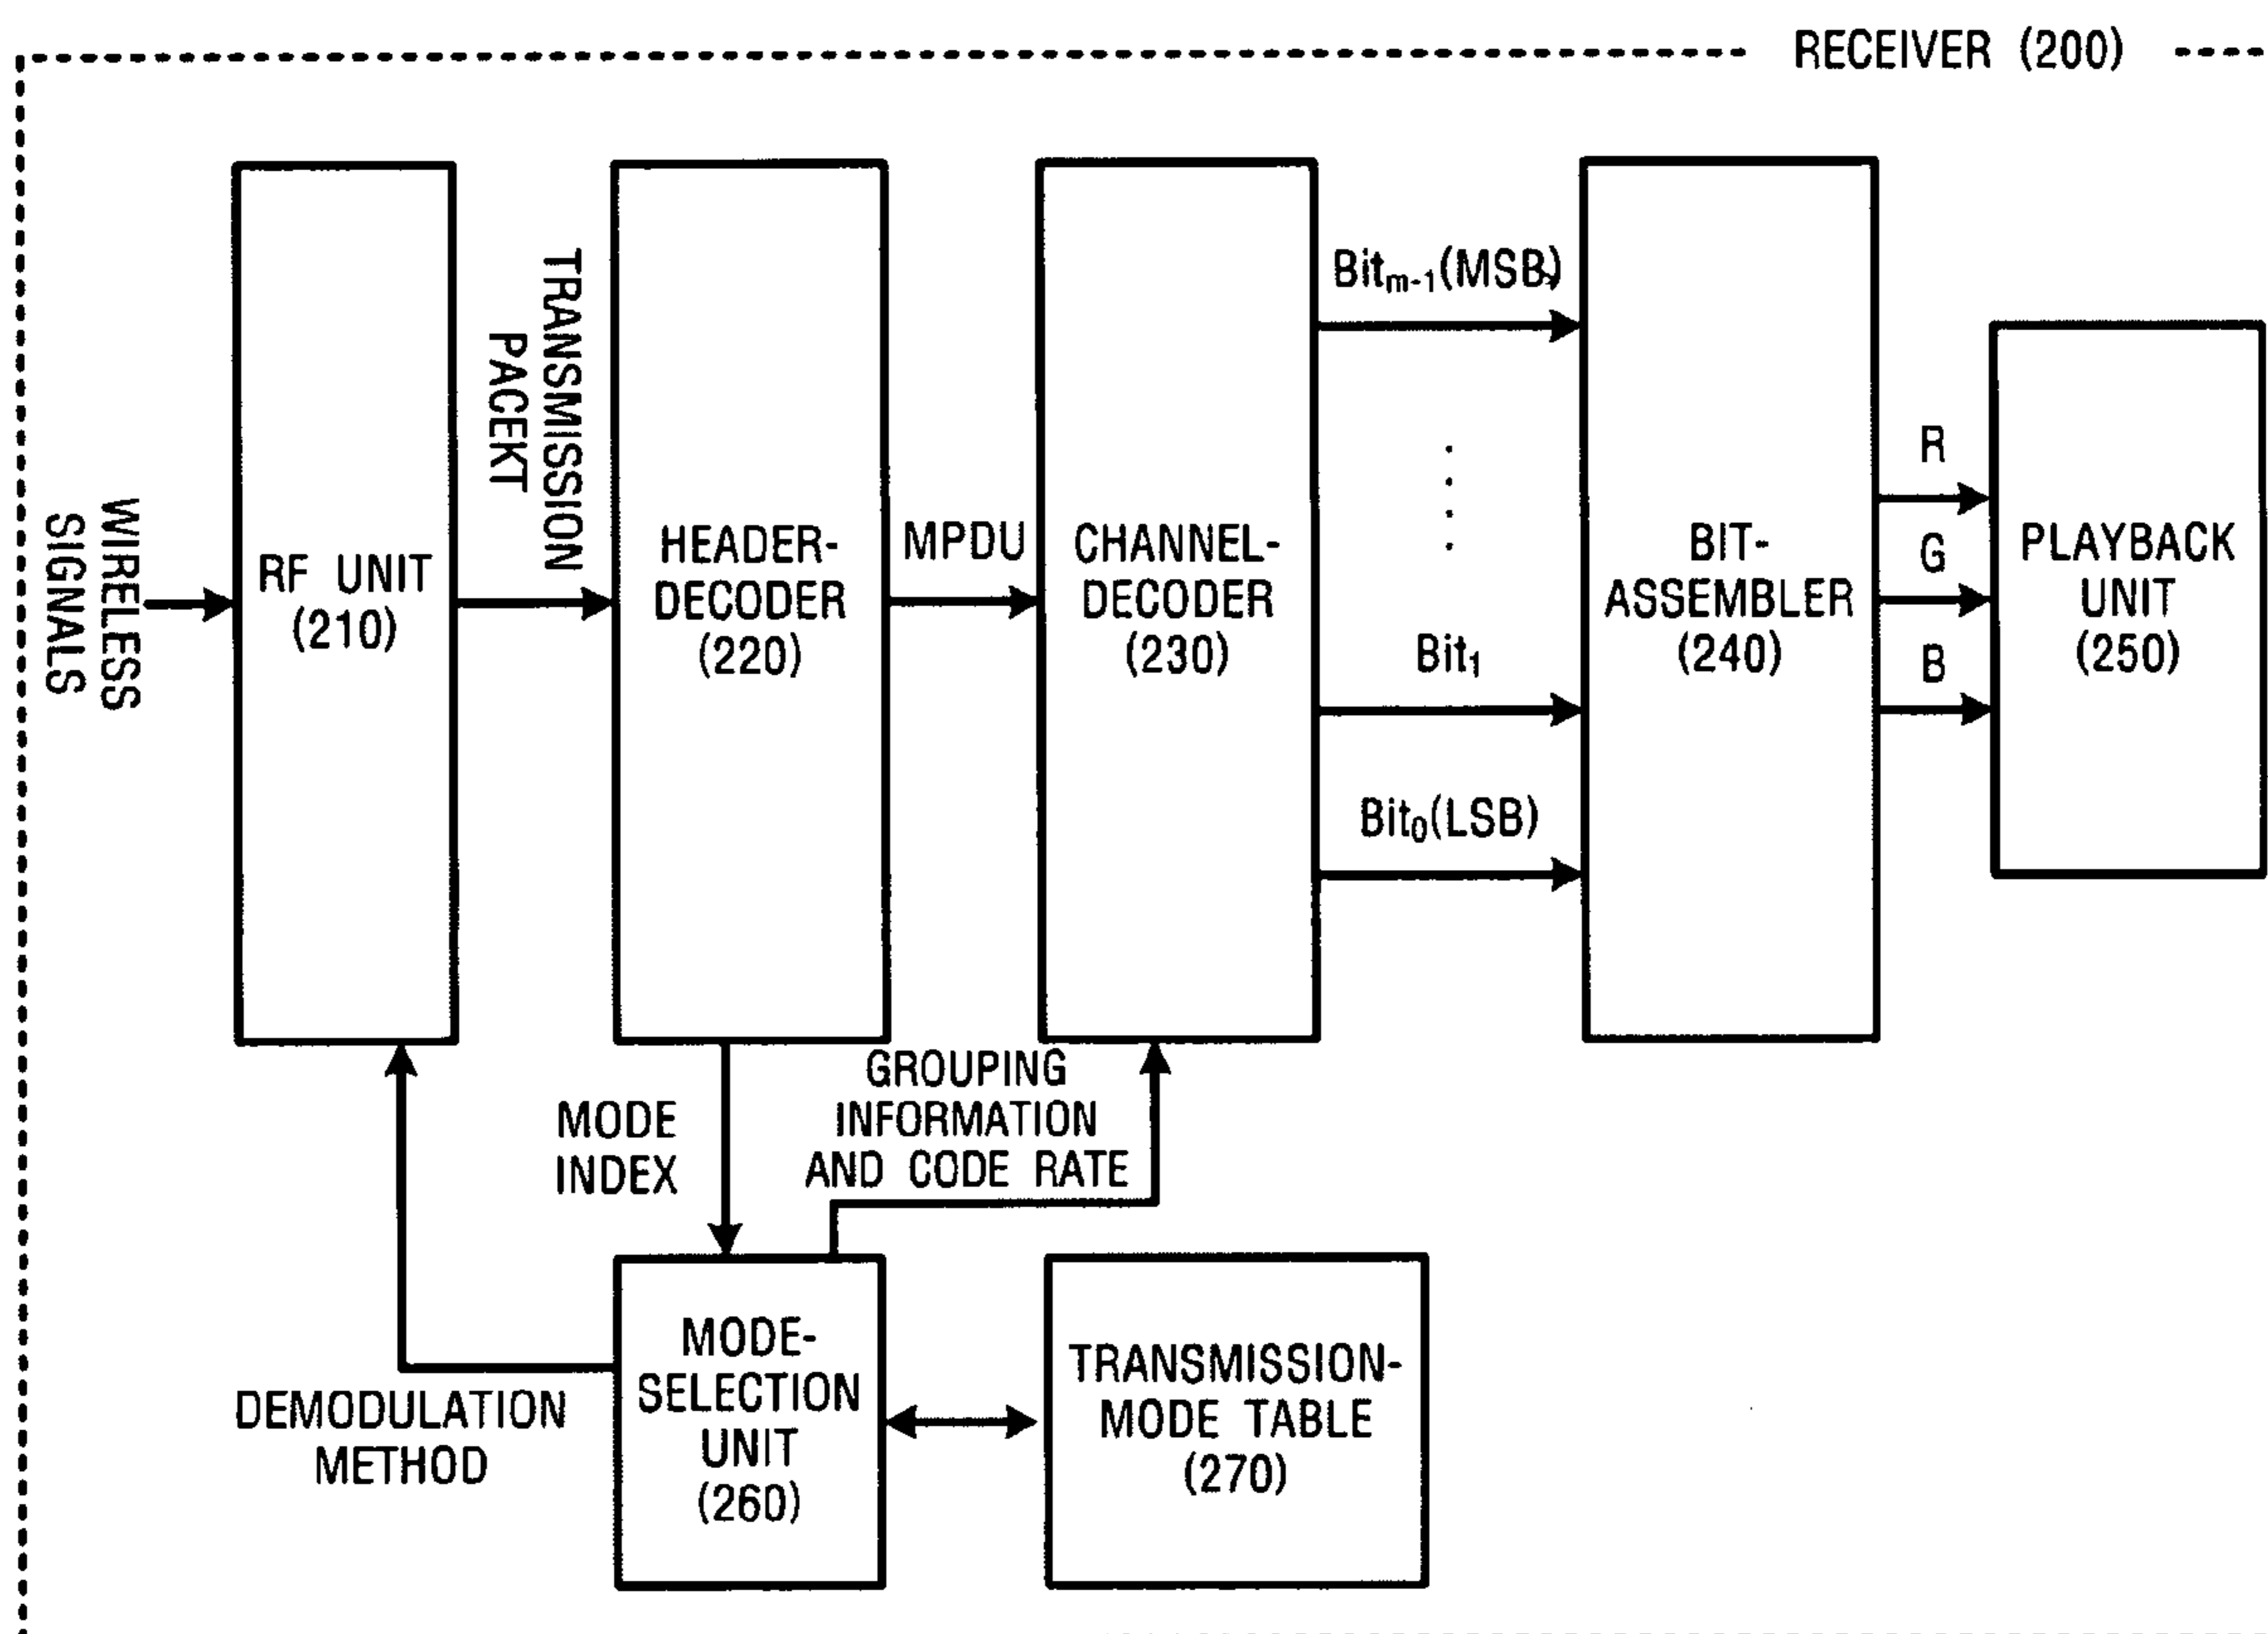 RECEIVER (200)
WIRELESS
SIGNALS
RF UNIT
(210)
TRANSMISSION
PACEKT
HEADER-
DECODER
(220)
MPDU
CHANNEL-
DECODER
(230)
Bitm-1(MSB)
Bit1
Bit0(LSB)
BIT-
ASSEMBLER
(240)
R
G
B
PLAYBACK
UNIT
(250)
MODE
INDEX
GROUPING
INFORMATION
AND CODE RATE
DEMODULATION
METHOD
MODE-
SELECTION
UNIT
(260)
TRANSMISSION-
MODE TABLE
(270)